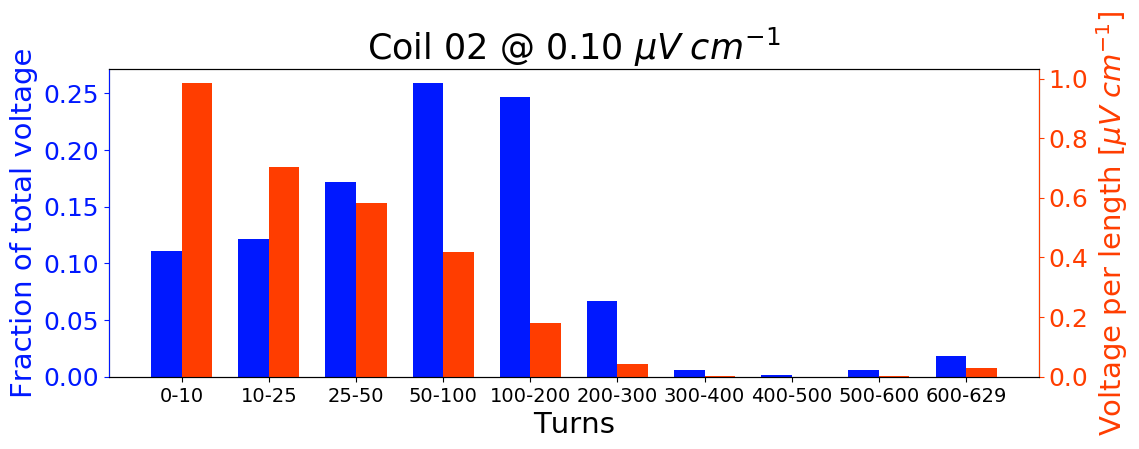 Coil 02 @ 0.10 μV cm⁻¹
Fraction of total voltage
0.25
0.20
0.15
0.10
0.05
0.00
1.0
0.8
0.6
0.4
0.2
0.0
Voltage per length [μV cm⁻¹]
0-10 10-25 25-50 50-100 100-200 200-300 300-400 400-500 500-600 600-629
Turns